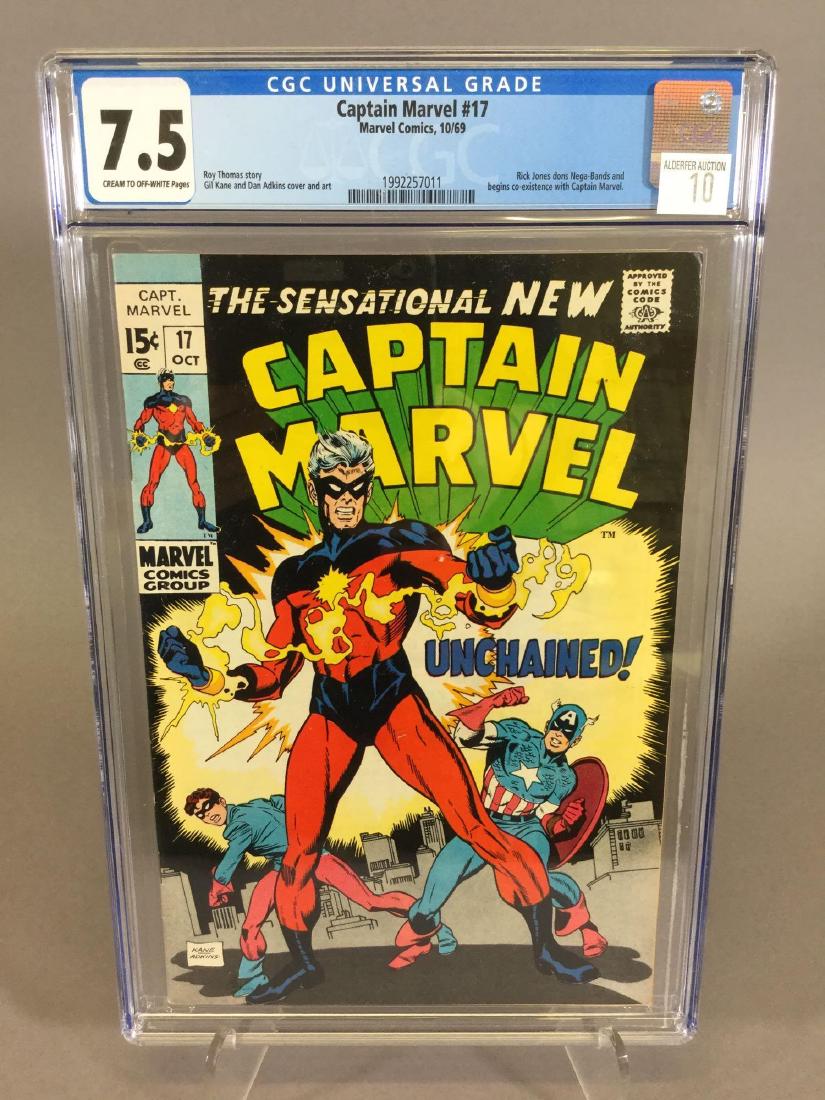 CGC UNIVERSAL GRADE
7.5
CREAM TO OFF-WHITE Pages
Captain Marvel #17
Marvel Comics, 10/69
CGC
Roy Thomas story
Gil Kane and Dan Adkins cover and art
1992257011
Rick Jones dons Nega-Bands and
begins co-existence with Captain Marvel.
ALDERFER AUCTION
10
CAPT.
MARVEL
15¢
CC
17
OCT
TM
MARVEL
COMICS
GROUP
THE SENSATIONAL NEW
CAPTAIN
MARVEL
TM
APPROVED
BY THE
COMICS
CODE
AUTHORITY
UNCHAINED!
A
KANE
ADKINS